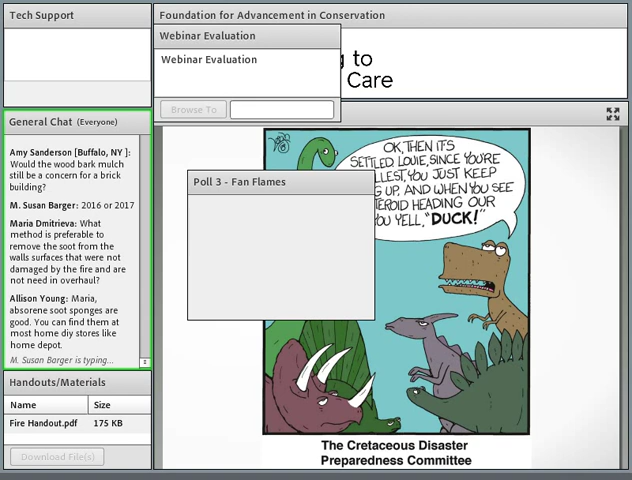 Tech Support
Foundation for Advancement in Conservation
Webinar Evaluation
Webinar Evaluation
to
Care
Browse To
General Chat (Everyone)
Amy Sanderson [Buffalo, NY ]:
Would the wood bark mulch
still be a concern for a brick
building?
M. Susan Barger: 2016 or 2017
Maria Dmitrieva: What
method is preferable to
remove the soot from the
walls surfaces that were not
damaged by the fire and are
not need in overhaul?
Allison Young: Maria,
absorene soot sponges are
good. You can find them at
most home diy stores like
home depot.
M. Susan Barger is typing...
Handouts/Materials
Name Size
Fire Handout.pdf 175 KB
Download File(s)
Poll 3 - Fan Flames
OK, THEN IT'S
SETTLED LOUIE, SINCE YOU'RE
LLEST, YOU JUST KEEP
G UP, AND WHEN YOU SEE
TEROID HEADING OUR
YOU YELL, "DUCK!"
The Cretaceous Disaster
Preparedness Committee